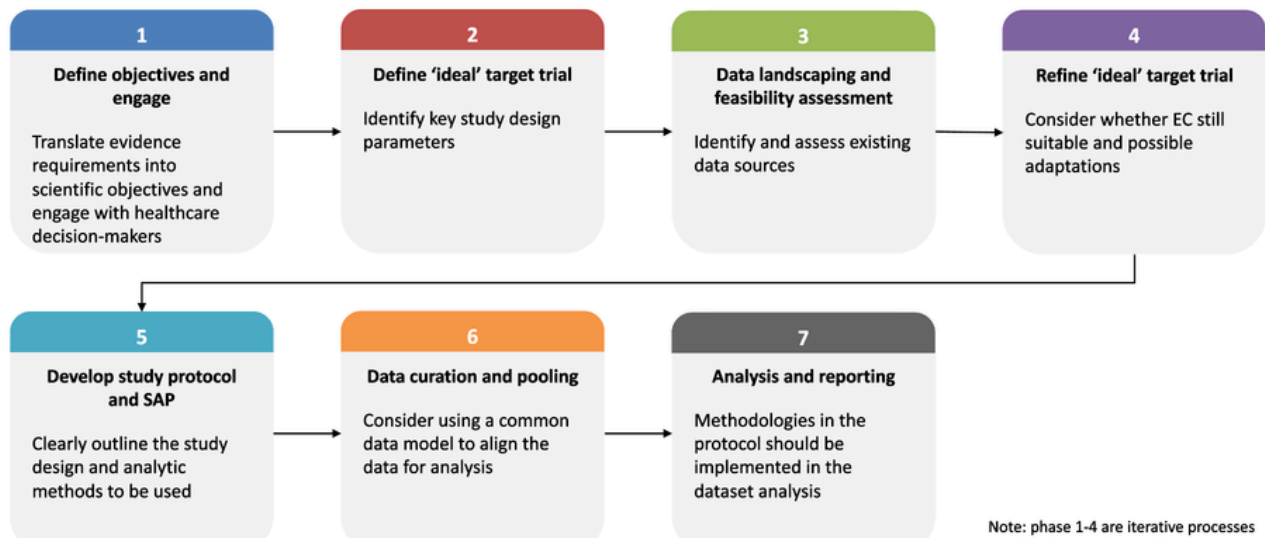 1
Define objectives and
engage
Translate evidence
requirements into
scientific objectives and
engage with healthcare
decision-makers
2
Define ‘ideal’ target trial
Identify key study design
parameters
3
Data landscaping and
feasibility assessment
Identify and assess existing
data sources
4
Refine ‘ideal’ target trial
Consider whether EC still
suitable and possible
adaptations
5
Develop study protocol
and SAP
Clearly outline the study
design and analytic
methods to be used
6
Data curation and pooling
Consider using a common
data model to align the
data for analysis
7
Analysis and reporting
Methodologies in the
protocol should be
implemented in the
dataset analysis
Note: phase 1-4 are iterative processes